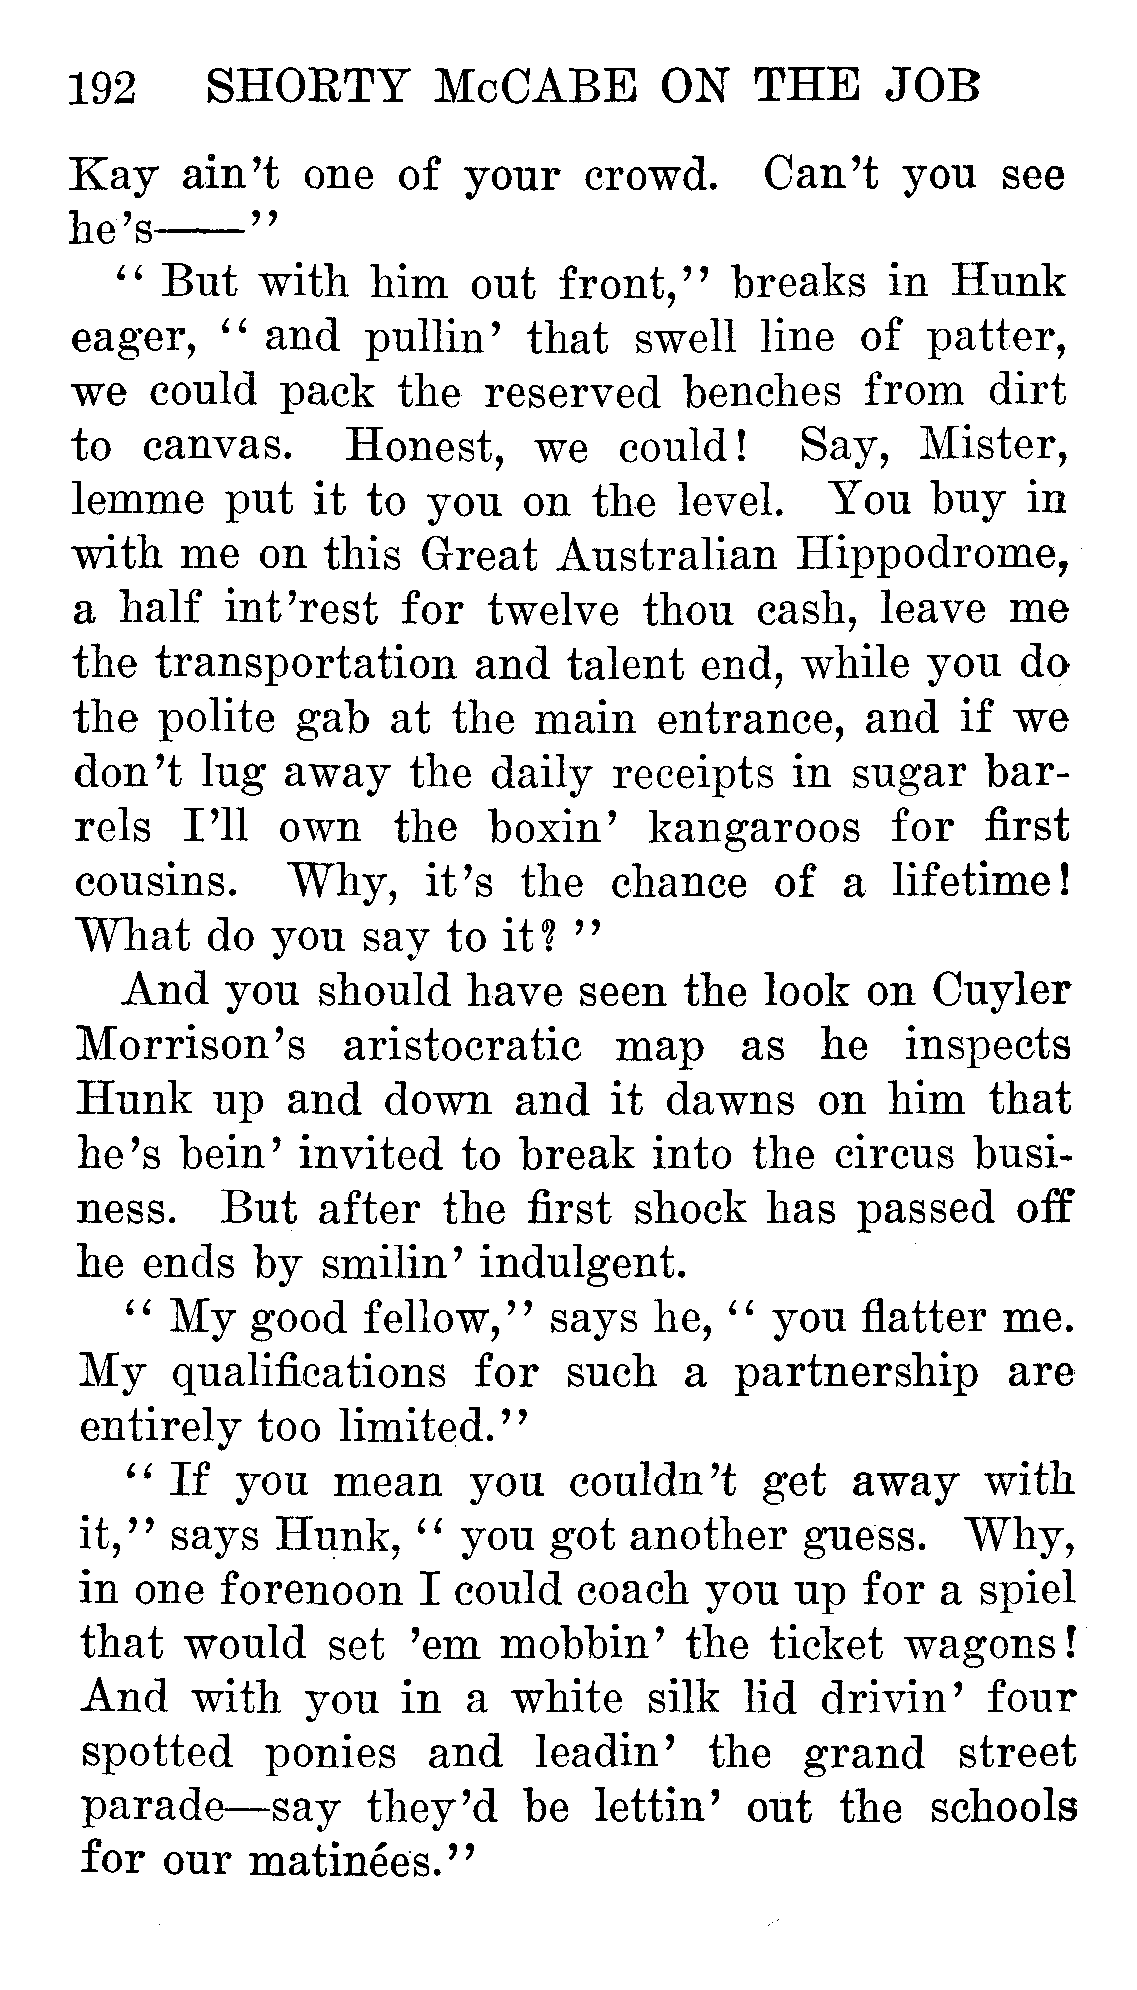 192 SHORTY McCABE ON THE JOB
Kay ain't one of your crowd. Can't you see
he's——"
"But with him out front," breaks in Hunk
eager, "and pullin' that swell line of patter,
we could pack the reserved benches from dirt
to canvas. Honest, we could! Say, Mister,
lemme put it to you on the level. You buy in
with me on this Great Australian Hippodrome,
a half int'rest for twelve thou cash, leave me
the transportation and talent end, while you do
the polite gab at the main entrance, and if we
don't lug away the daily receipts in sugar bar-
rels I'll own the boxin' kangaroos for first
cousins. Why, it's the chance of a lifetime!
What do you say to it?"
And you should have seen the look on Cuyler
Morrison's aristocratic map as he inspects
Hunk up and down and it dawns on him that
he's bein' invited to break into the circus busi-
ness. But after the first shock has passed off
he ends by smilin' indulgent.
"My good fellow," says he, "you flatter me.
My qualifications for such a partnership are
entirely too limited."
"If you mean you couldn't get away with
it," says Hunk, "you got another guess. Why,
in one forenoon I could coach you up for a spiel
that would set 'em mobbin' the ticket wagons!
And with you in a white silk lid drivin' four
spotted ponies and leadin' the grand street
parade—say they'd be lettin' out the schools
for our matinées."